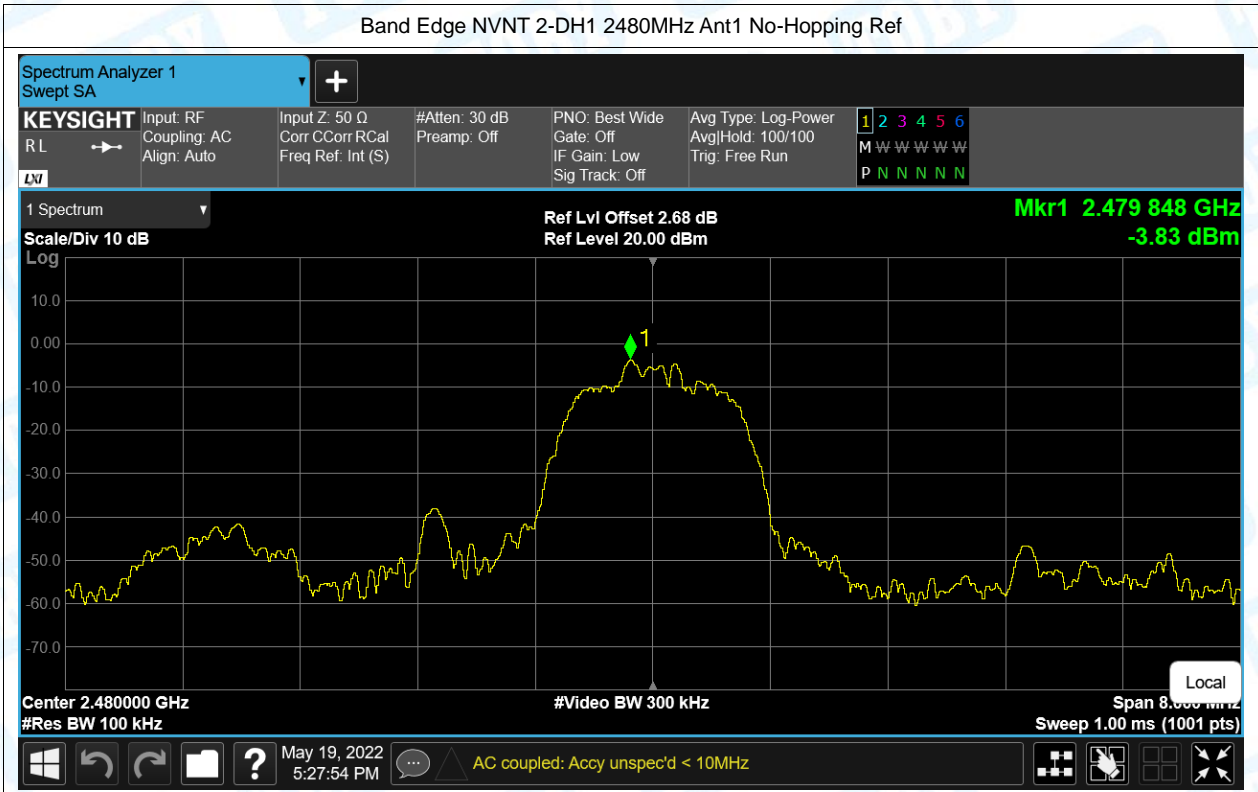 Band Edge NVNT 2-DH1 2480MHz Ant1 No-Hopping Ref
Spectrum Analyzer 1
Swept SA
KEYSIGHT
R L
LXI
Input: RF
Coupling: AC
Align: Auto
Input Z: 50 Ω
Corr CCorr RCal
Freq Ref: Int (S)
#Atten: 30 dB
Preamp: Off
PNO: Best Wide
Gate: Off
IF Gain: Low
Sig Track: Off
Avg Type: Log-Power
Avg|Hold: 100/100
Trig: Free Run
1 2 3 4 5 6
M W W W W W
P N N N N N
1 Spectrum
Scale/Div 10 dB
Log
Ref Lvl Offset 2.68 dB
Ref Level 20.00 dBm
Mkr1 2.479 848 GHz
-3.83 dBm
10.0
0.00
-10.0
-20.0
-30.0
-40.0
-50.0
-60.0
-70.0
1
Local
Center 2.480000 GHz
#Video BW 300 kHz
Span 8.000 MHz
#Res BW 100 kHz
Sweep 1.00 ms (1001 pts)
?
May 19, 2022
5:27:54 PM
AC coupled: Accy unspec'd < 10MHz